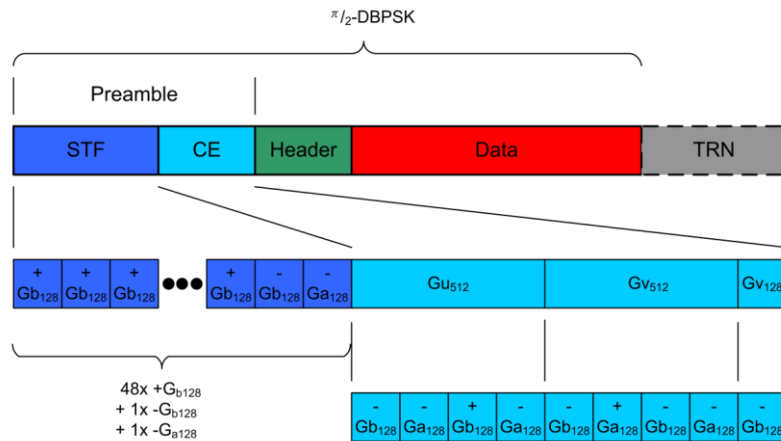 π/2-DBPSK
Preamble
STF CE Header Data TRN
+ + + + - - 
Gb128 Gb128 Gb128 ●●● Gb128 Gb128 Ga128 Gu512 Gv512 Gv128
48x +Gb128
+ 1x -Gb128
+ 1x -Ga128
- - + - - + - - -
Gb128 Ga128 Gb128 Ga128 Gb128 Ga128 Gb128 Ga128 Gb128